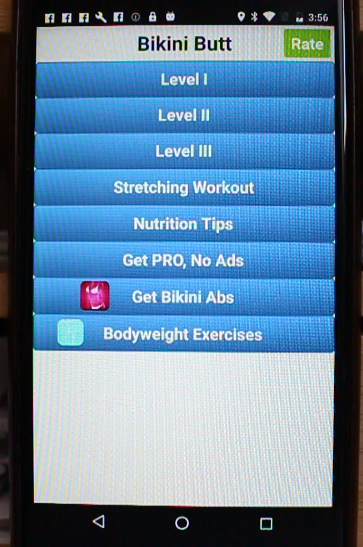 3:56
Bikini Butt
Rate
Level I
Level II
Level III
Stretching Workout
Nutrition Tips
Get PRO, No Ads
Get Bikini Abs
Bodyweight Exercises